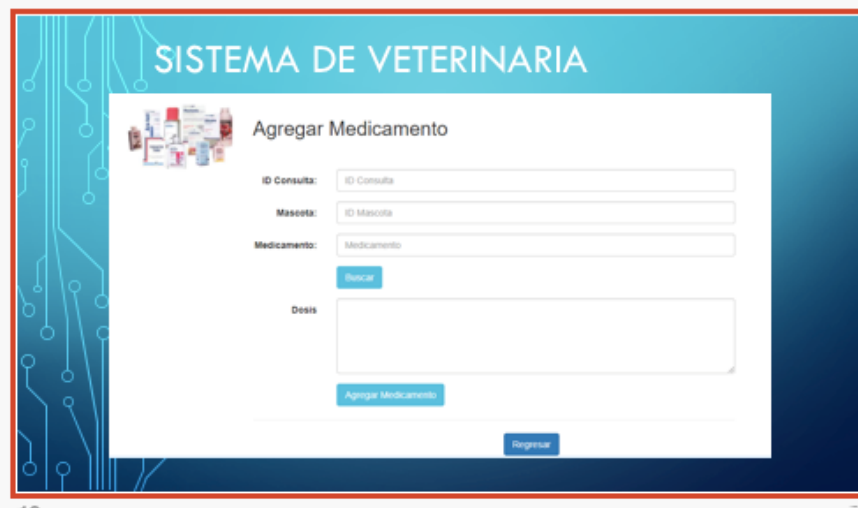 SISTEMA DE VETERINARIA
Agregar Medicamento
ID Consulta: ID Consulta
Mascota: ID Mascota
Medicamento: Medicamento
Buscar
Dosis
Agregar Medicamento
Regresar